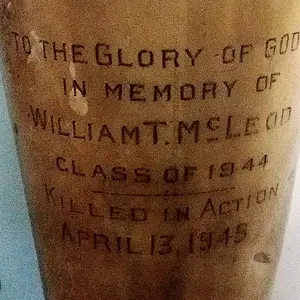 TO THE GLORY OF GOD
IN MEMORY OF
WILLIAM T. MCLEOD
CLASS OF 1944
KILLED IN ACTION
APRIL 13, 1945